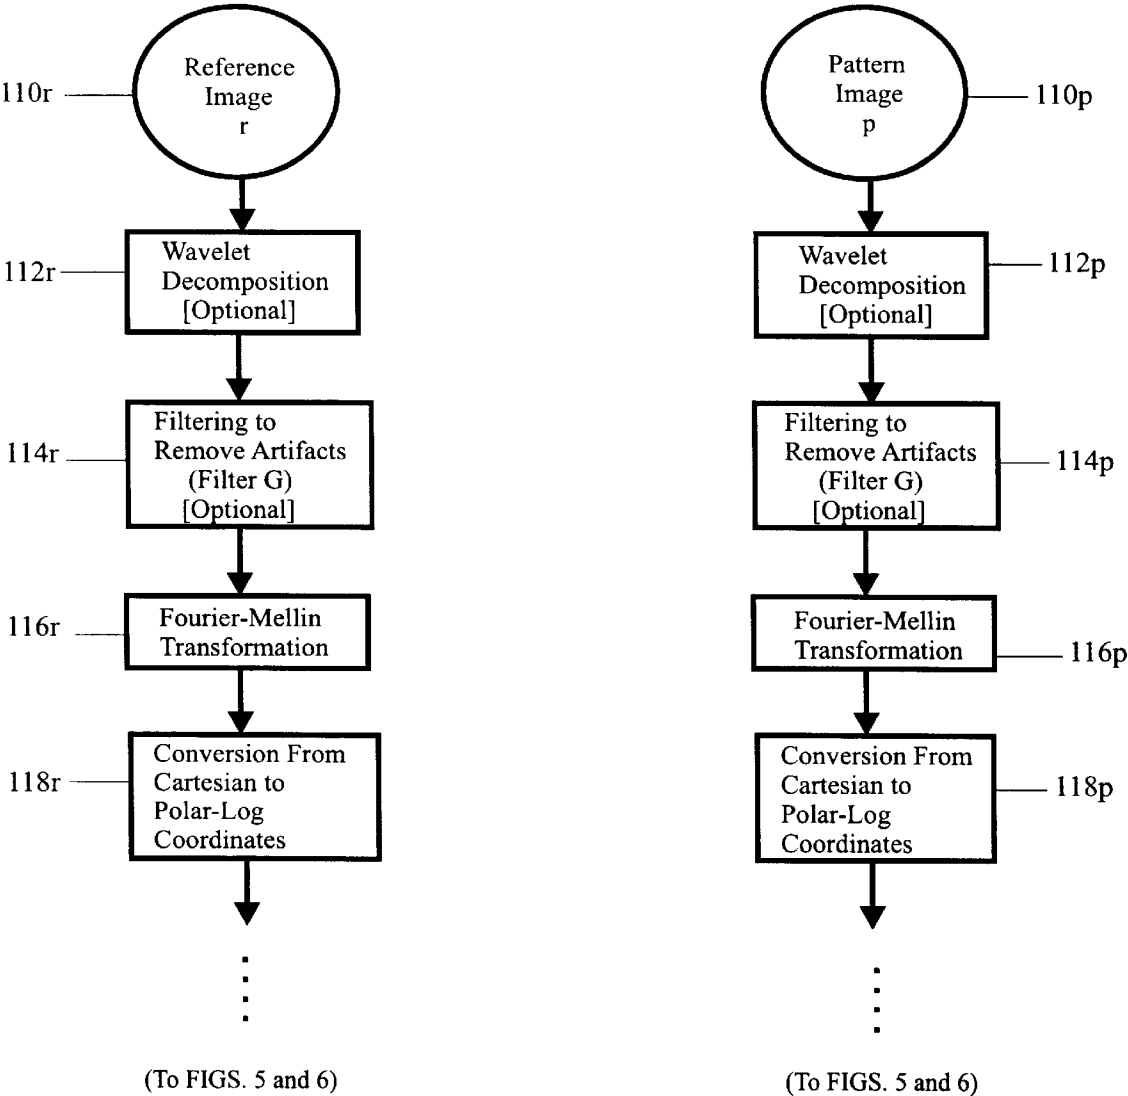 Reference
Image
r
110r
Wavelet
Decomposition
[Optional]
112r
Filtering to
Remove Artifacts
(Filter G)
[Optional]
114r
Fourier-Mellin
Transformation
116r
Conversion From
Cartesian to
Polar-Log
Coordinates
118r
(To FIGS. 5 and 6)
Pattern
Image
p
110p
Wavelet
Decomposition
[Optional]
112p
Filtering to
Remove Artifacts
(Filter G)
[Optional]
114p
Fourier-Mellin
Transformation
116p
Conversion From
Cartesian to
Polar-Log
Coordinates
118p
(To FIGS. 5 and 6)